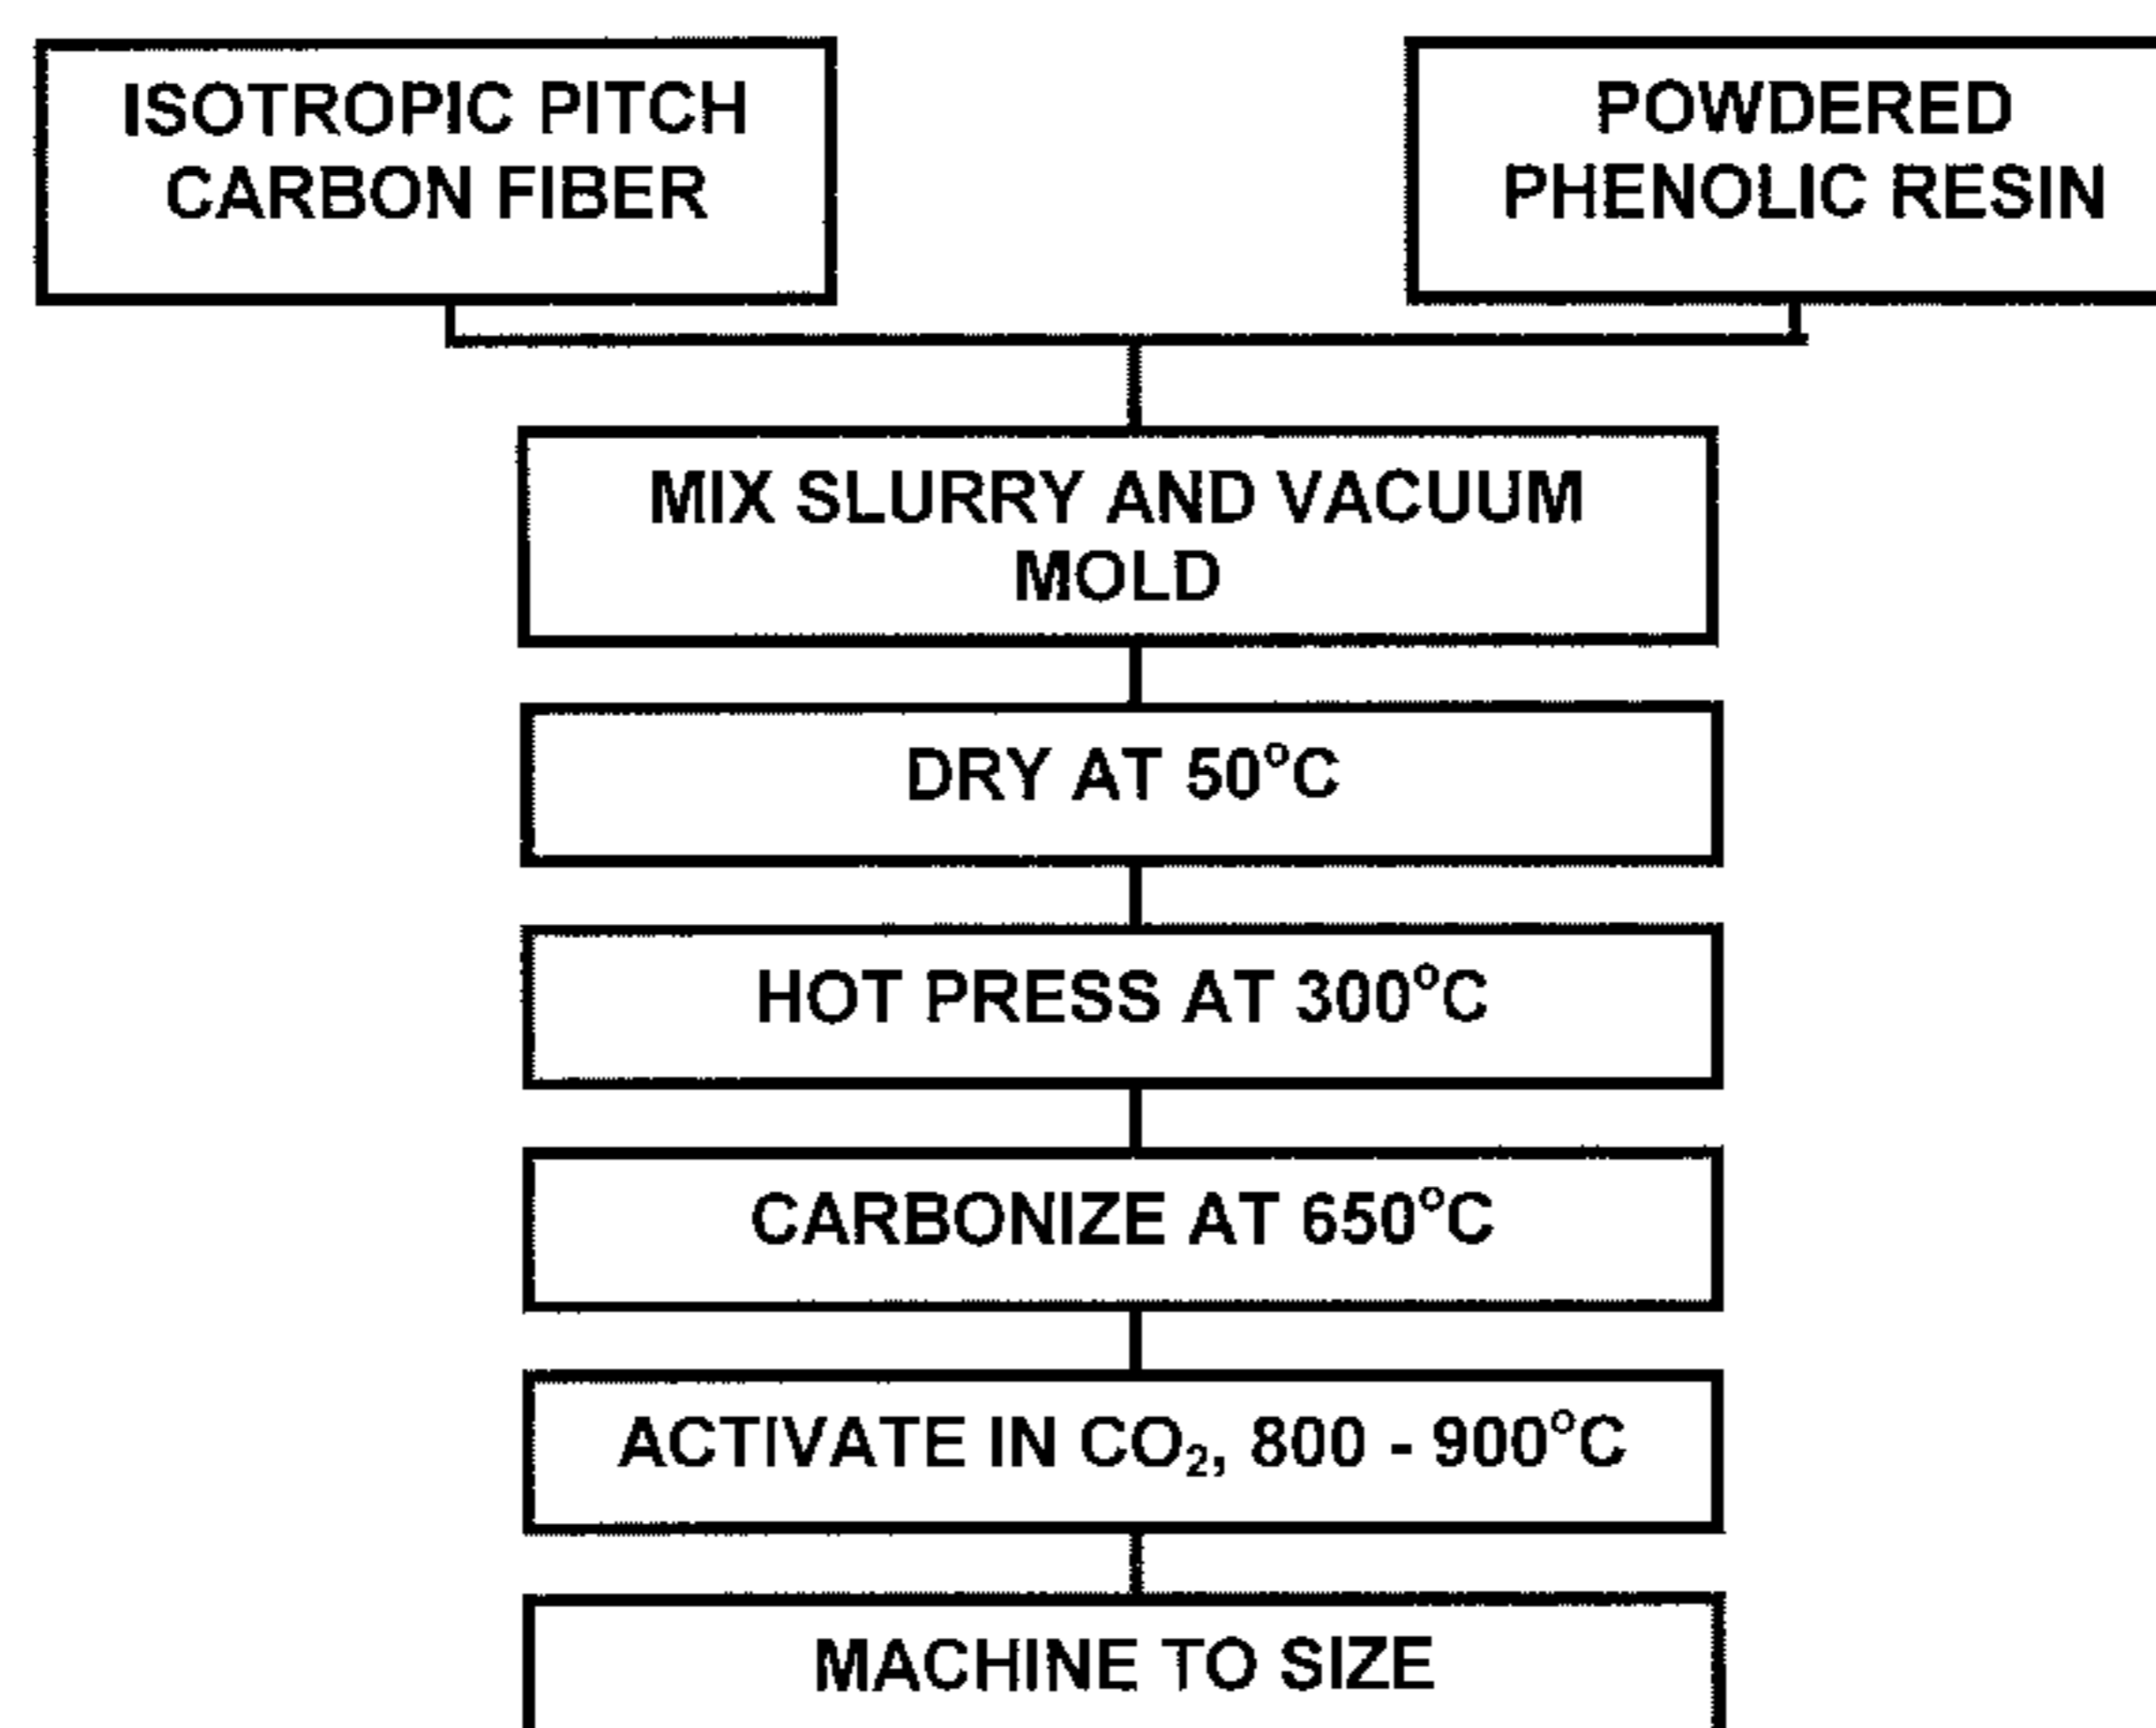 ISOTROPIC PITCH
CARBON FIBER
POWDERED
PHENOLIC RESIN
MIX SLURRY AND VACUUM
MOLD
DRY AT 50°C
HOT PRESS AT 300°C
CARBONIZE AT 650°C
ACTIVATE IN CO₂, 800 - 900°C
MACHINE TO SIZE